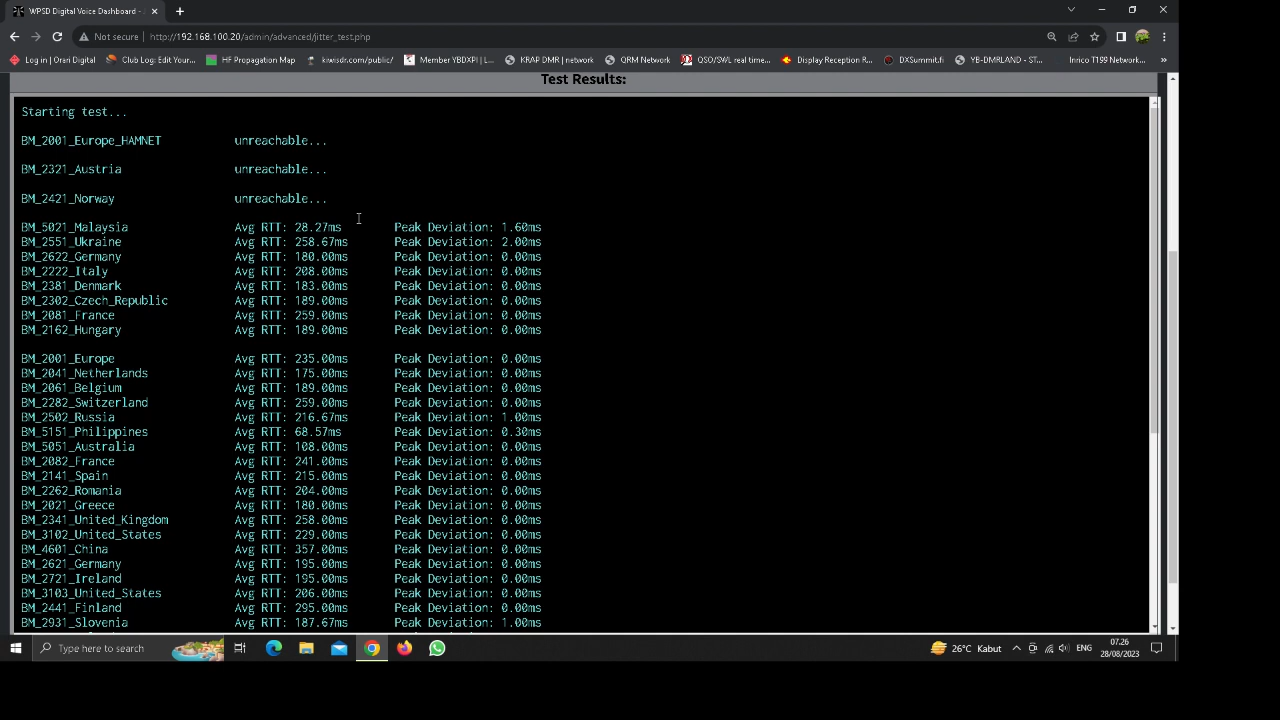 WPSD Digital Voice Dashboard -
Not secure
http://192.168.100.20/admin/advanced/jitter_test.php
Log in | Oran Digital
Club Log: Edit Your...
HF Propagation Map
kiwisdr.com/public/
Member YBDXPI | L...
KRAP DMR | network
QRM Network
QSO/SWL real time...
Display Reception R...
DXSummit.fi
YB-DMRLAND - ST...
Inrico T199 Network...
»
Test Results:
Starting test...
BM_2001_Europe_HAMNET unreachable...
BM_2321_Austria unreachable...
BM_2421_Norway unreachable...
BM_5021_Malaysia Avg RTT: 28.27ms Peak Deviation: 1.60ms
BM_2551_Ukraine Avg RTT: 258.67ms Peak Deviation: 2.00ms
BM_2622_Germany Avg RTT: 180.00ms Peak Deviation: 0.00ms
BM_2222_Italy Avg RTT: 208.00ms Peak Deviation: 0.00ms
BM_2381_Denmark Avg RTT: 183.00ms Peak Deviation: 0.00ms
BM_2302_Czech_Republic Avg RTT: 189.00ms Peak Deviation: 0.00ms
BM_2081_France Avg RTT: 259.00ms Peak Deviation: 0.00ms
BM_2162_Hungary Avg RTT: 189.00ms Peak Deviation: 0.00ms
BM_2001_Europe Avg RTT: 235.00ms Peak Deviation: 0.00ms
BM_2041_Netherlands Avg RTT: 175.00ms Peak Deviation: 0.00ms
BM_2061_Belgium Avg RTT: 189.00ms Peak Deviation: 0.00ms
BM_2282_Switzerland Avg RTT: 259.00ms Peak Deviation: 0.00ms
BM_2502_Russia Avg RTT: 216.67ms Peak Deviation: 1.00ms
BM_5151_Philippines Avg RTT: 68.57ms Peak Deviation: 0.30ms
BM_5051_Australia Avg RTT: 108.00ms Peak Deviation: 0.00ms
BM_2082_France Avg RTT: 241.00ms Peak Deviation: 0.00ms
BM_2141_Spain Avg RTT: 215.00ms Peak Deviation: 0.00ms
BM_2262_Romania Avg RTT: 204.00ms Peak Deviation: 0.00ms
BM_2021_Greece Avg RTT: 180.00ms Peak Deviation: 0.00ms
BM_2341_United_Kingdom Avg RTT: 258.00ms Peak Deviation: 0.00ms
BM_3102_United_States Avg RTT: 229.00ms Peak Deviation: 0.00ms
BM_4601_China Avg RTT: 357.00ms Peak Deviation: 0.00ms
BM_2621_Germany Avg RTT: 195.00ms Peak Deviation: 0.00ms
BM_2721_Ireland Avg RTT: 195.00ms Peak Deviation: 0.00ms
BM_3103_United_States Avg RTT: 206.00ms Peak Deviation: 0.00ms
BM_2441_Finland Avg RTT: 295.00ms Peak Deviation: 0.00ms
BM_2931_Slovenia Avg RTT: 187.67ms Peak Deviation: 1.00ms
Type here to search
26°C Kabut
ENG
07.26
28/08/2023